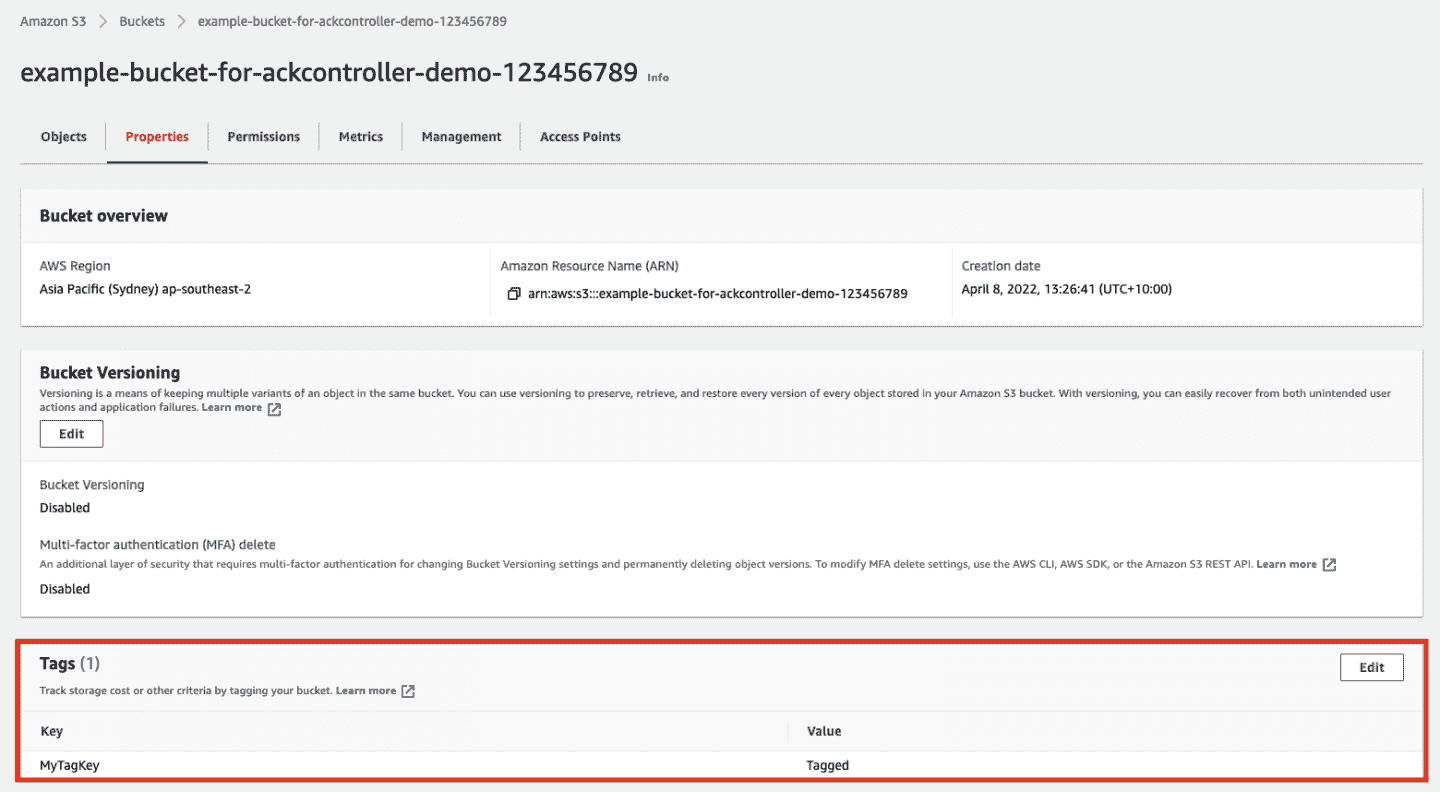 Amazon S3 > Buckets > example-bucket-for-ackcontroller-demo-123456789
example-bucket-for-ackcontroller-demo-123456789 Info
Objects Properties Permissions Metrics Management Access Points
Bucket overview
AWS Region Amazon Resource Name (ARN) Creation date
Asia Pacific (Sydney) ap-southeast-2 arn:aws:s3:::example-bucket-for-ackcontroller-demo-123456789 April 8, 2022, 13:26:41 (UTC+10:00)
Bucket Versioning
Versioning is a means of keeping multiple variants of an object in the same bucket. You can use versioning to preserve, retrieve, and restore every version of every object stored in your Amazon S3 bucket. With versioning, you can easily recover from both unintended user
actions and application failures. Learn more
Edit
Bucket Versioning
Disabled
Multi-factor authentication (MFA) delete
An additional layer of security that requires multi-factor authentication for changing Bucket Versioning settings and permanently deleting object versions. To modify MFA delete settings, use the AWS CLI, AWS SDK, or the Amazon S3 REST API. Learn more
Disabled
Tags (1) Edit
Track storage cost or other criteria by tagging your bucket. Learn more
Key Value
MyTagKey Tagged